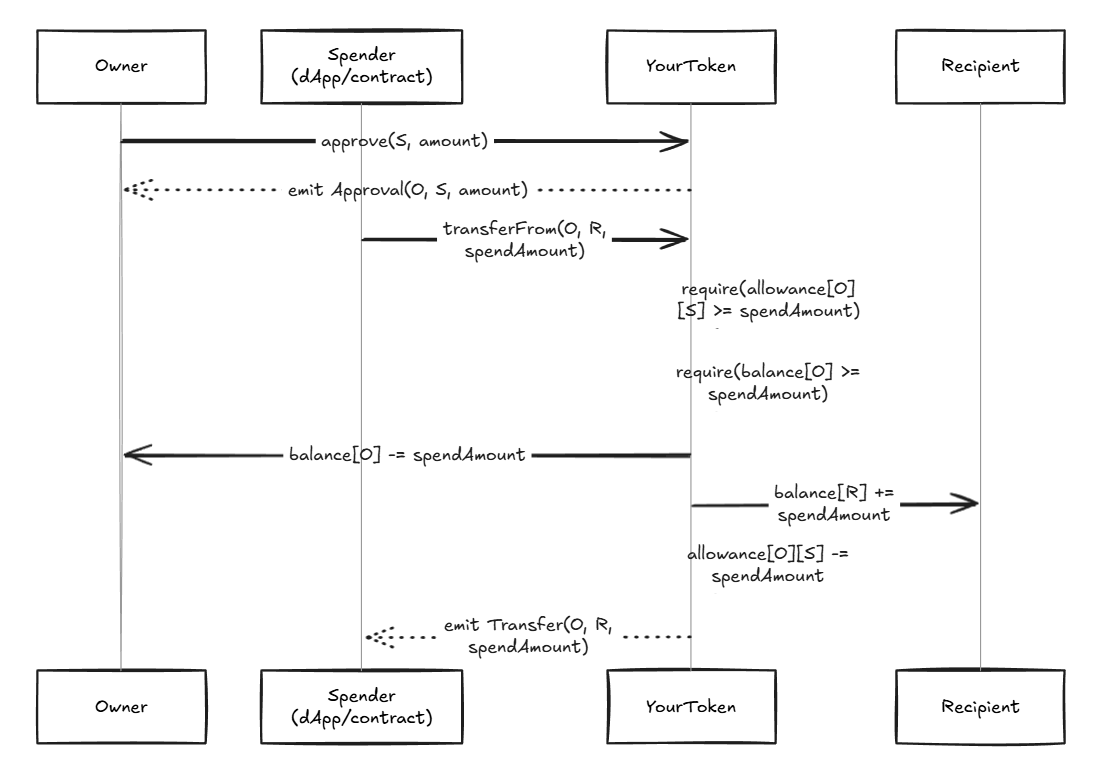 Owner
Spender
(dApp/contract)
YourToken
Recipient
approve(S, amount)
emit Approval(O, S, amount)
transferFrom(O, R,
spendAmount)
require(allowance[O]
[S] >= spendAmount)
require(balance[O] >=
spendAmount)
balance[O] -= spendAmount
balance[R] +=
spendAmount
allowance[O][S] -=
spendAmount
emit Transfer(O, R,
spendAmount)
Owner
Spender
(dApp/contract)
YourToken
Recipient